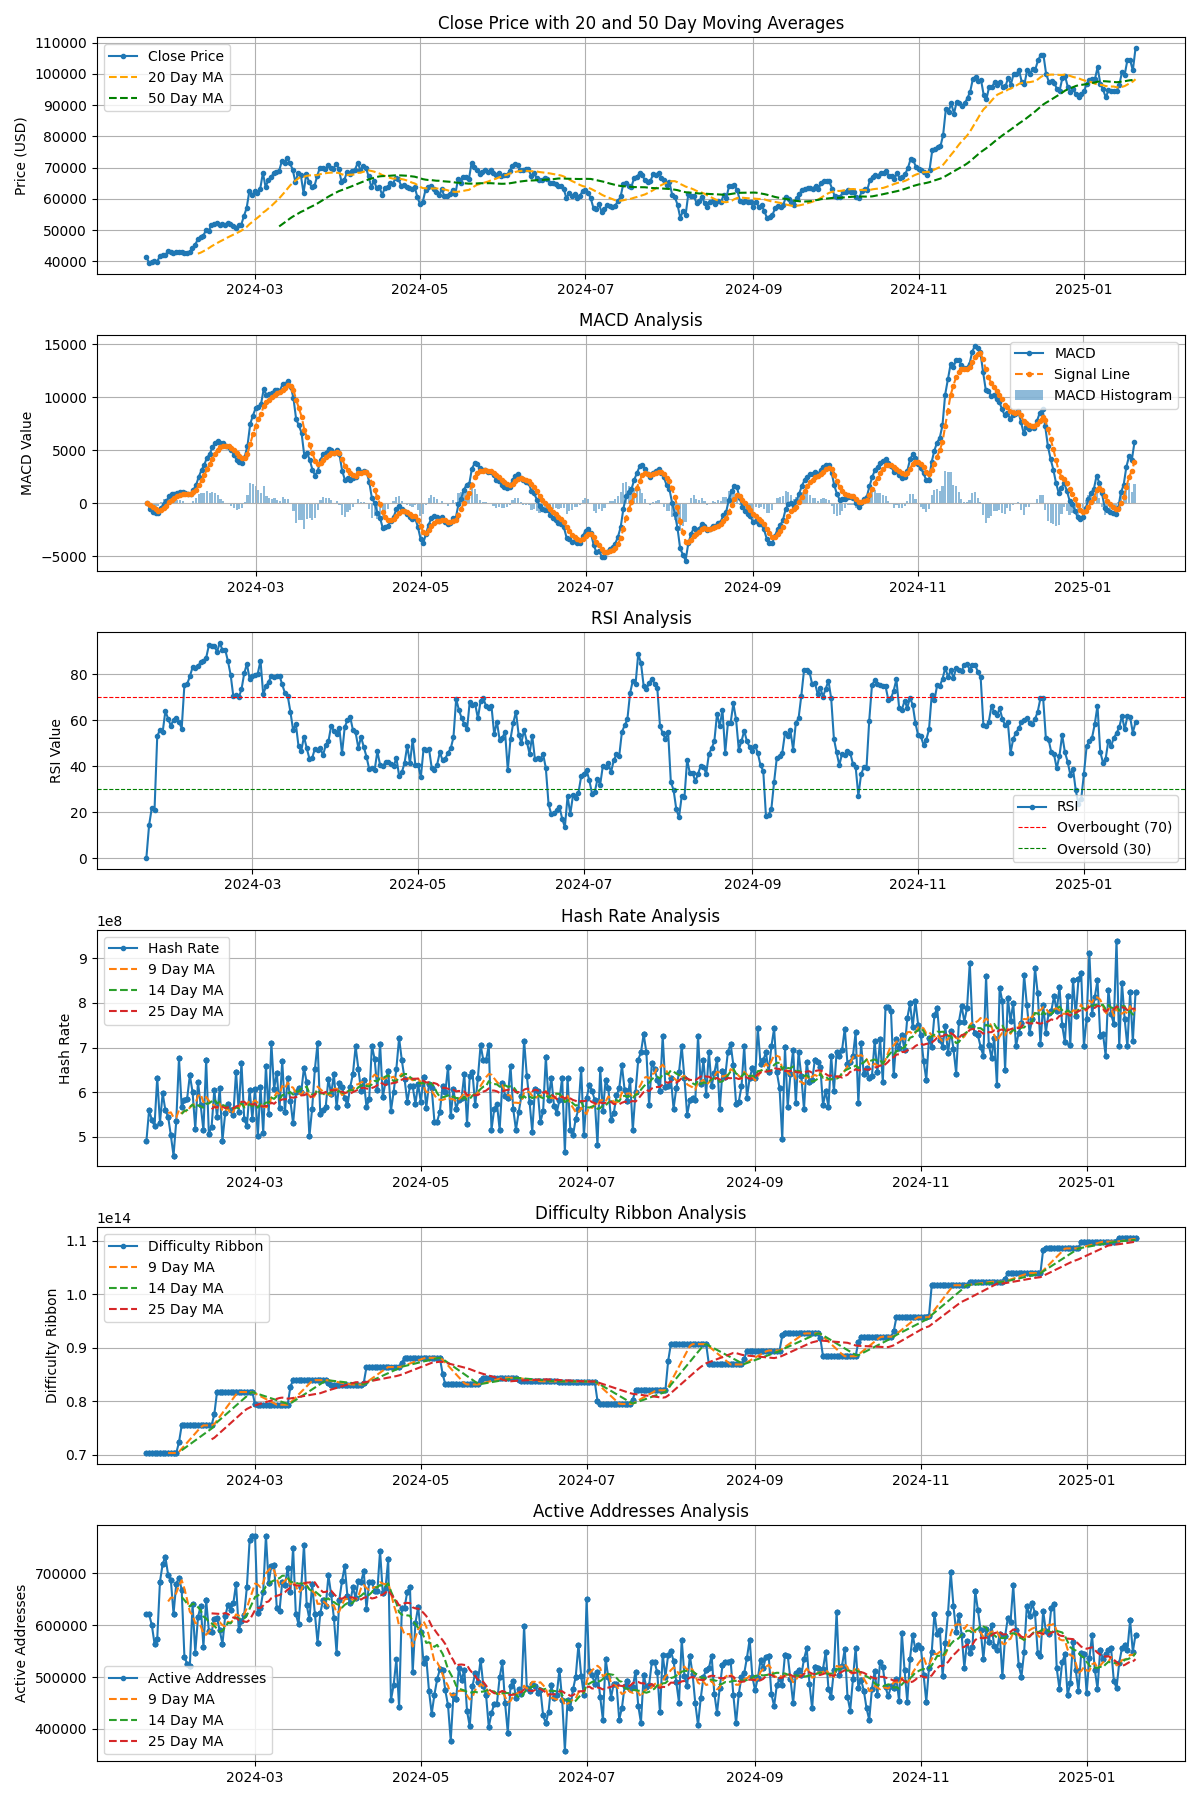 Close Price with 20 and 50 Day Moving Averages
Price (USD)
110000
100000
90000
80000
70000
60000
50000
40000
Close Price
20 Day MA
50 Day MA
2024-03 2024-05 2024-07 2024-09 2024-11 2025-01
MACD Analysis
MACD Value
15000
10000
5000
0
−5000
MACD
Signal Line
MACD Histogram
2024-03 2024-05 2024-07 2024-09 2024-11 2025-01
RSI Analysis
RSI Value
80
60
40
20
0
RSI
Overbought (70)
Oversold (30)
2024-03 2024-05 2024-07 2024-09 2024-11 2025-01
Hash Rate Analysis
1e8
Hash Rate
9
8
7
6
5
Hash Rate
9 Day MA
14 Day MA
25 Day MA
2024-03 2024-05 2024-07 2024-09 2024-11 2025-01
Difficulty Ribbon Analysis
1e14
Difficulty Ribbon
1.1
1.0
0.9
0.8
0.7
Difficulty Ribbon
9 Day MA
14 Day MA
25 Day MA
2024-03 2024-05 2024-07 2024-09 2024-11 2025-01
Active Addresses Analysis
Active Addresses
700000
600000
500000
400000
Active Addresses
9 Day MA
14 Day MA
25 Day MA
2024-03 2024-05 2024-07 2024-09 2024-11 2025-01